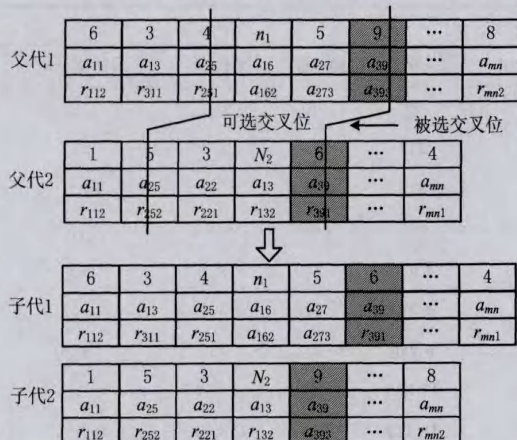 父代1
6 3 4 n₁ 5 9 … 8
a₁₁ a₁₃ a₂₅ a₁₆ a₂₇ a₃₉ … aₘₙ
r₁₁₂ r₃₁₁ r₂₅₁ a₁₆₂ a₂₇₃ a₃₉₃ … rₘₙ₂
可选交叉位 被选交叉位
父代2
1 5 3 N₂ 6 … 4
a₁₁ a₂₅ a₂₂ a₁₃ a₃₉ … aₘₙ
r₁₁₂ r₂₅₂ r₂₂₁ r₁₃₂ r₃₉₁ … rₘₙ₁
子代1
6 3 4 n₁ 5 6 … 4
a₁₁ a₁₃ a₂₅ a₁₆ a₂₇ a₃₉ … aₘₙ
r₁₁₂ r₃₁₁ r₂₅₁ a₁₆₂ a₂₇₃ r₃₉₁ … rₘₙ₁
子代2
1 5 3 N₂ 9 … 8
a₁₁ a₂₅ a₂₂ a₁₃ a₃₉ … aₘₙ
r₁₁₂ r₂₅₂ r₂₂₁ r₁₃₂ a₃₉₃ … rₘₙ₂